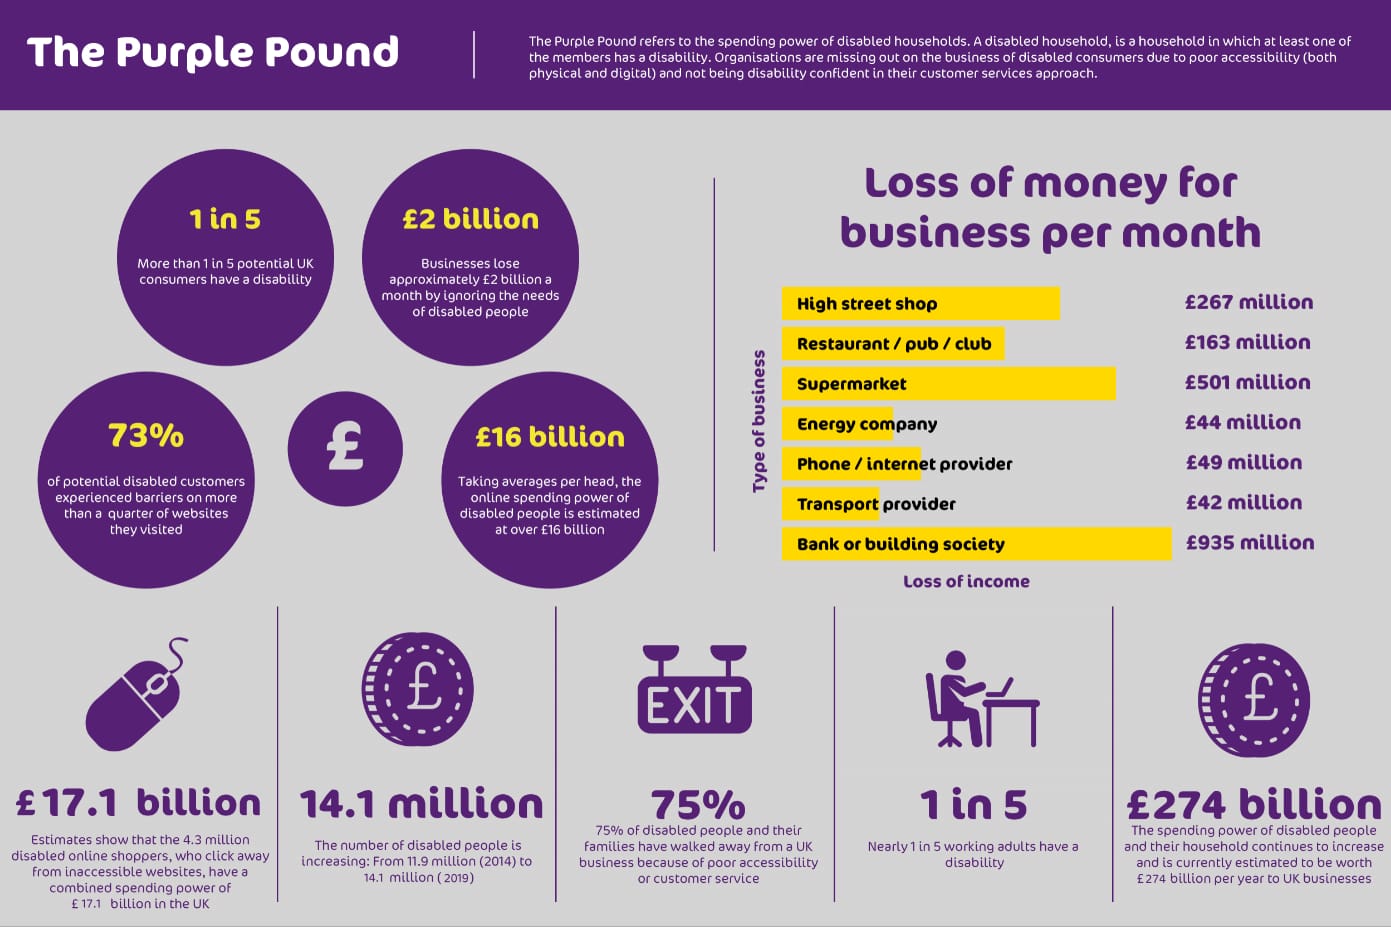 The Purple Pound
The Purple Pound refers to the spending power of disabled households. A disabled household, is a household in which at least one of
the members has a disability. Organisations are missing out on the business of disabled consumers due to poor accessibility (both
physical and digital) and not being disability confident in their customer services approach.
1 in 5
More than 1 in 5 potential UK
consumers have a disability
£2 billion
Businesses lose
approximately £2 billion a
month by ignoring the needs
of disabled people
73%
of potential disabled customers
experienced barriers on more
than a quarter of websites
they visited
£
£16 billion
Taking averages per head, the
online spending power of
disabled people is estimated
at over £16 billion
Loss of money for
business per month
Type of business
High street shop £267 million
Restaurant / pub / club £163 million
Supermarket £501 million
Energy company £44 million
Phone / internet provider £49 million
Transport provider £42 million
Bank or building society £935 million
Loss of income
£17.1 billion
Estimates show that the 4.3 million
disabled online shoppers, who click away
from inaccessible websites, have a
combined spending power of
£ 17.1 billion in the UK
£
14.1 million
The number of disabled people is
increasing: From 11.9 million (2014) to
14.1 million ( 2019)
EXIT
75%
75% of disabled people and their
families have walked away from a UK
business because of poor accessibility
or customer service
1 in 5
Nearly 1 in 5 working adults have a
disability
£
£274 billion
The spending power of disabled people
and their household continues to increase
and is currently estimated to be worth
£274 billion per year to UK businesses